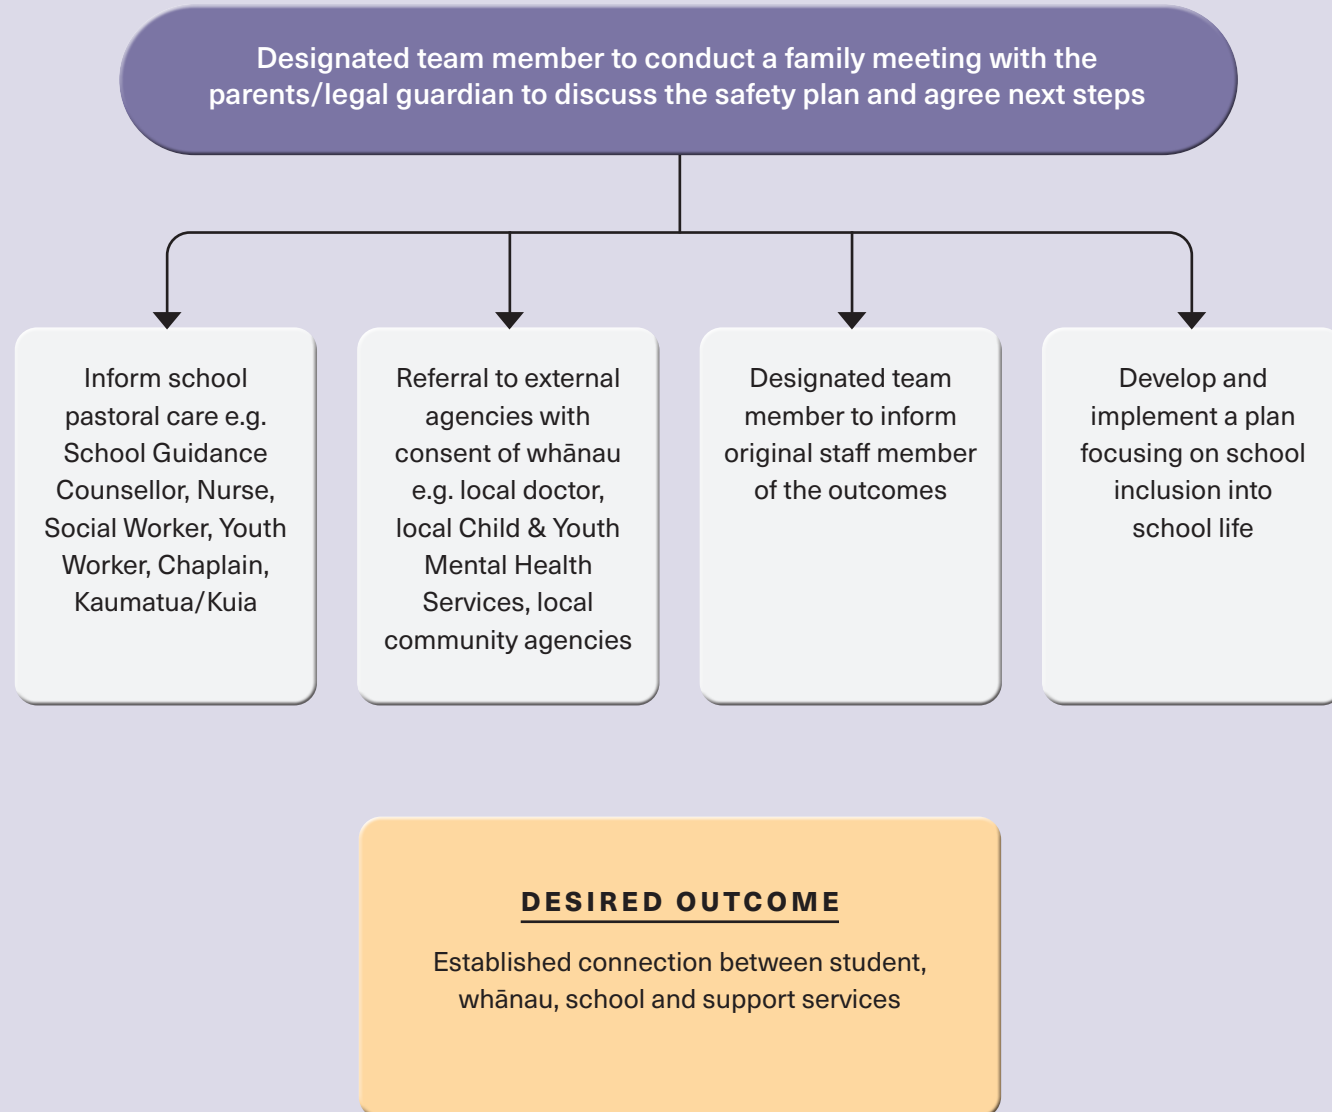 Designated team member to conduct a family meeting with the
parents/legal guardian to discuss the safety plan and agree next steps
Inform school
pastoral care e.g.
School Guidance
Counsellor, Nurse,
Social Worker, Youth
Worker, Chaplain,
Kaumatua/Kuia
Referral to external
agencies with
consent of whānau
e.g. local doctor,
local Child & Youth
Mental Health
Services, local
community agencies
Designated team
member to inform
original staff member
of the outcomes
Develop and
implement a plan
focusing on school
inclusion into
school life
DESIRED OUTCOME
Established connection between student,
whānau, school and support services